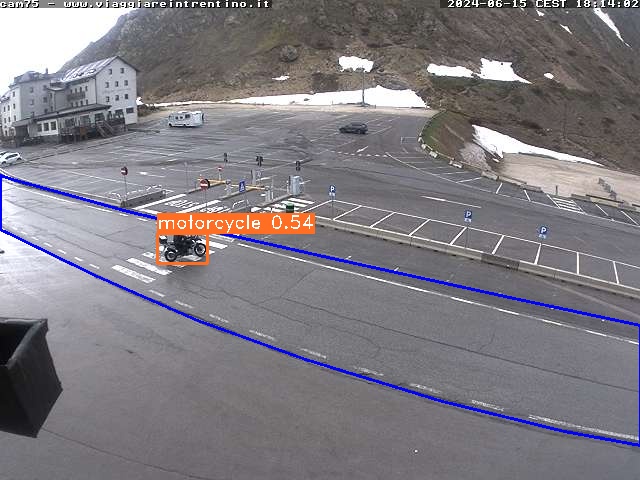 cam75 - www.viaggiareintrentino.it
2024-06-15 CEST 18:14:02
P
P
P
motorcycle 0.54